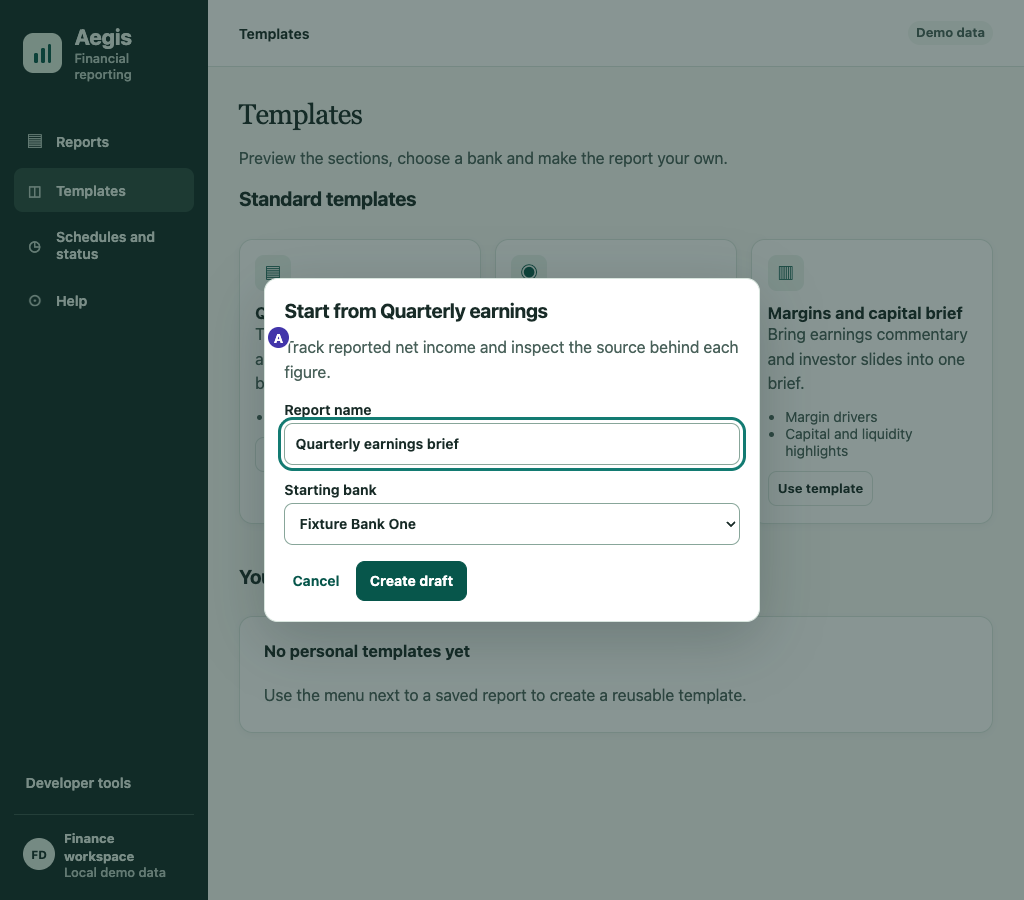 Aegis
Financial
reporting
Reports
Templates
Schedules and
status
Help
Developer tools
FD
Finance
workspace
Local demo data
Templates
Demo data
Templates
Preview the sections, choose a bank and make the report your own.
Standard templates
Start from Quarterly earnings
A
Track reported net income and inspect the source behind each
figure.
Report name
Quarterly earnings brief
Starting bank
Fixture Bank One
Cancel
Create draft
Margins and capital brief
Bring earnings commentary
and investor slides into one
brief.
• Margin drivers
• Capital and liquidity
highlights
Use template
No personal templates yet
Use the menu next to a saved report to create a reusable template.